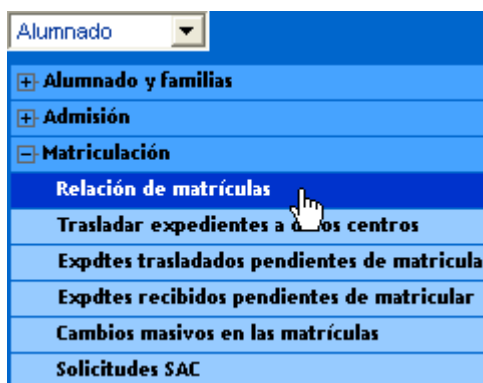 Alumnado
Alumnado y familias
Admisión
Matriculación
Relación de matrículas
Trasladar expedientes a otros centros
Expdtes trasladados pendientes de matricula
Expdtes recibidos pendientes de matricular
Cambios masivos en las matrículas
Solicitudes SAC